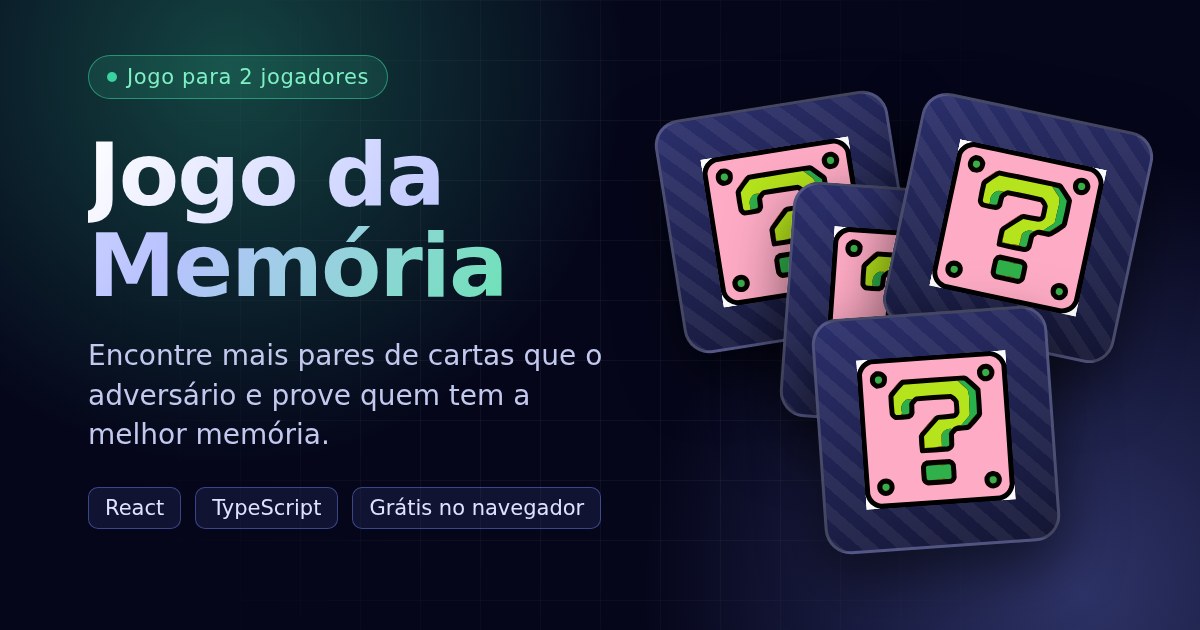 Jogo para 2 jogadores
Jogo da
Memória
Encontre mais pares de cartas que o
adversário e prove quem tem a
melhor memória.
React
TypeScript
Grátis no navegador
?
?
?
?